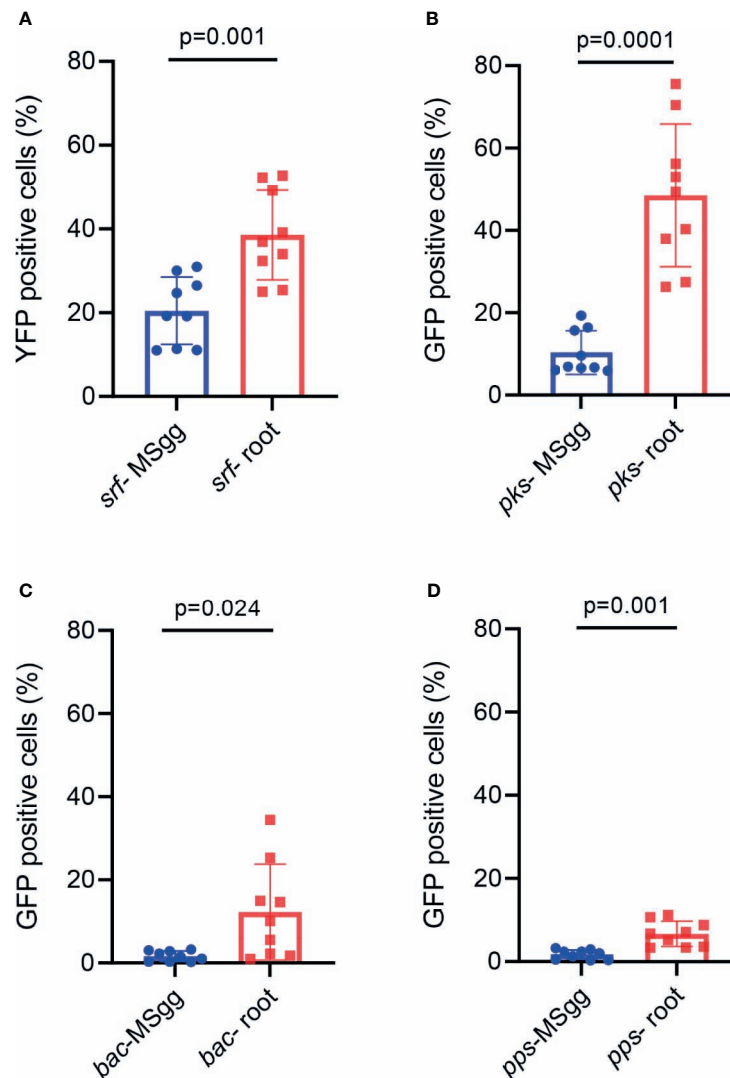 A
p=0.001
YFP positive cells (%)
80
60
40
20
0
srf- MSgg
srf- root
B
p=0.0001
GFP positive cells (%)
80
60
40
20
0
pks- MSgg
pks- root
C
p=0.024
GFP positive cells (%)
80
60
40
20
0
bac-MSgg
bac- root
D
p=0.001
GFP positive cells (%)
80
60
40
20
0
pps-MSgg
pps- root